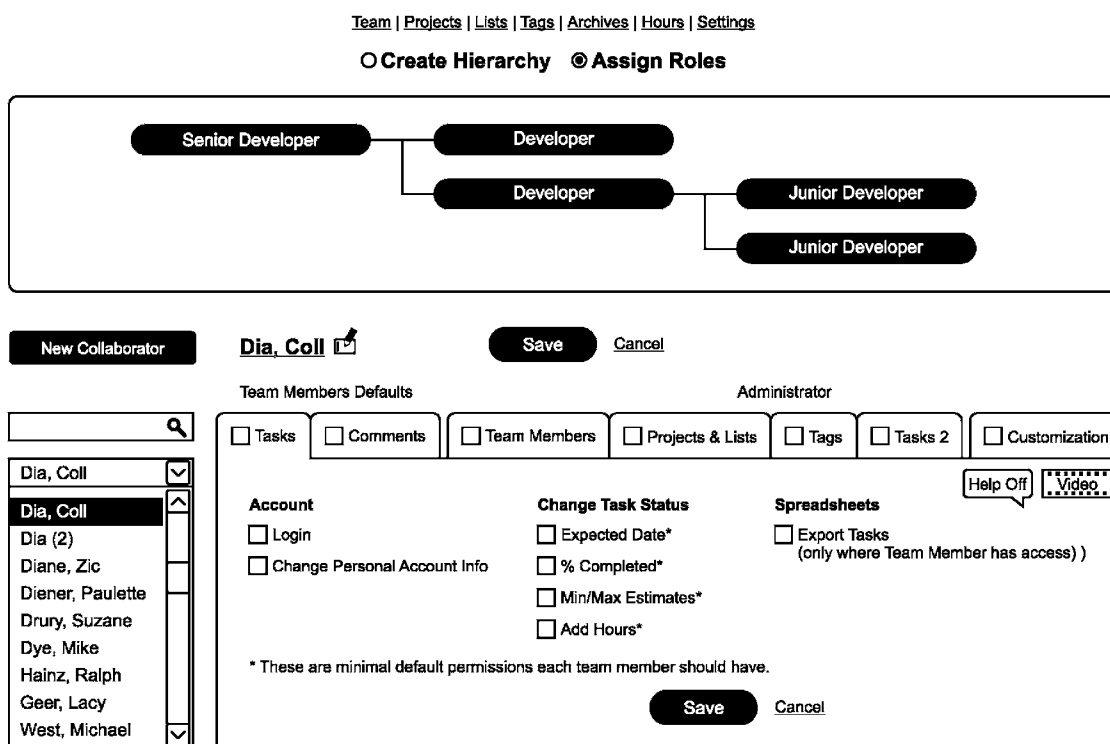 Team | Projects | Lists | Tags | Archives | Hours | Settings
Create Hierarchy Assign Roles
Senior Developer
Developer
Developer
Junior Developer
Junior Developer
New Collaborator
Dia, Coll
Save
Cancel
Team Members Defaults
Administrator
Tasks
Comments
Team Members
Projects & Lists
Tags
Tasks 2
Customization
Dia, Coll
Dia, Coll
Dia (2)
Diane, Zic
Diener, Paulette
Drury, Suzane
Dye, Mike
Hainz, Ralph
Geer, Lacy
West, Michael
Help Off
Video
Account
Login
Change Personal Account Info
Change Task Status
Expected Date*
% Completed*
Min/Max Estimates*
Add Hours*
Spreadsheets
Export Tasks
(only where Team Member has access) )
* These are minimal default permissions each team member should have.
Save
Cancel